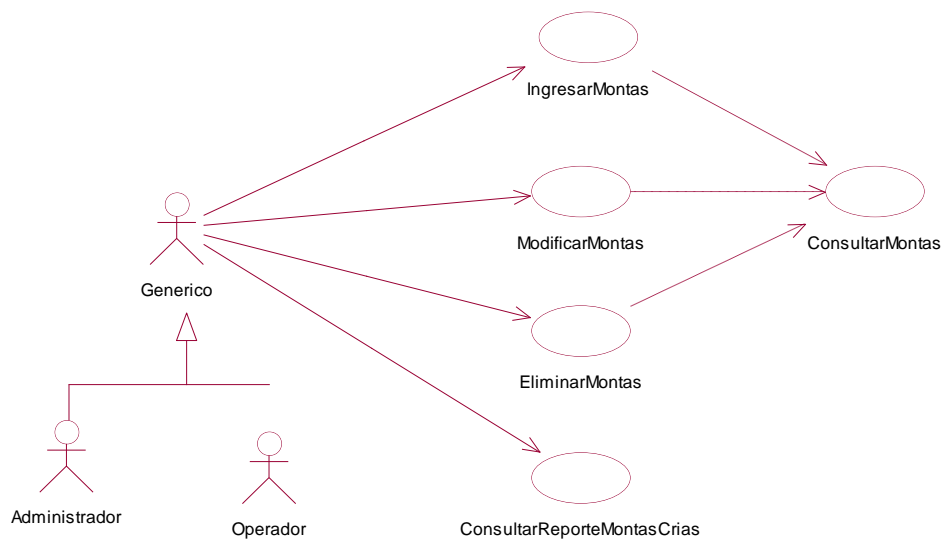 IngresarMontas
ModificarMontas
ConsultarMontas
Generico
EliminarMontas
Administrador
Operador
ConsultarReporteMontasCrias